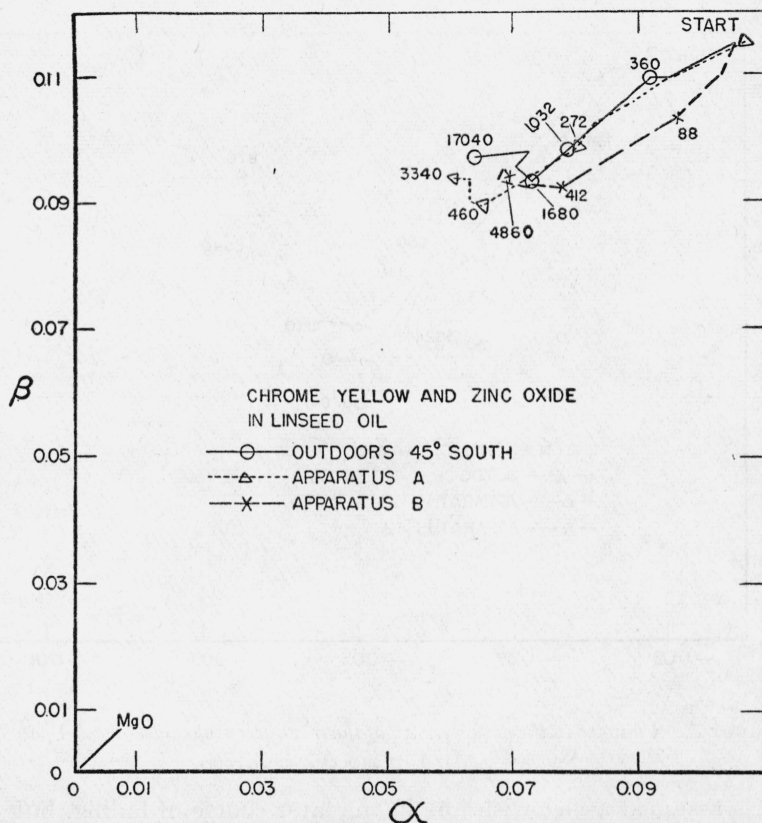 START
0.11
360
1032
272
17040
88
3340
412
0.09
460
1680
4860
0.07
β
CHROME YELLOW AND ZINC OXIDE
IN LINSEED OIL
OUTDOORS 45° SOUTH
0.05
APPARATUS A
APPARATUS B
0.03
0.01
MgO
0
0 0.01 0.03 0.05 0.07 0.09
α